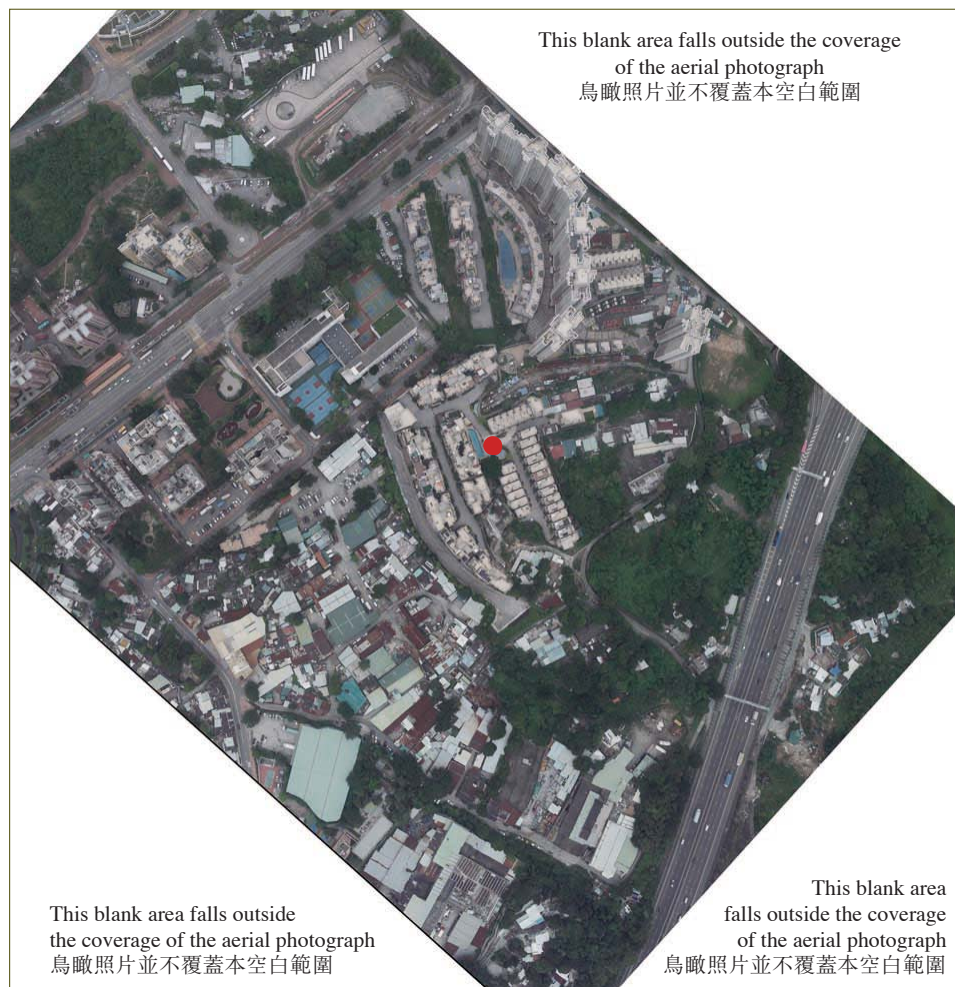 This blank area falls outside the coverage
of the aerial photograph
鳥瞰照片並不覆蓋本空白範圍
This blank area falls outside
the coverage of the aerial photograph
鳥瞰照片並不覆蓋本空白範圍
This blank area
falls outside the coverage
of the aerial photograph
鳥瞰照片並不覆蓋本空白範圍